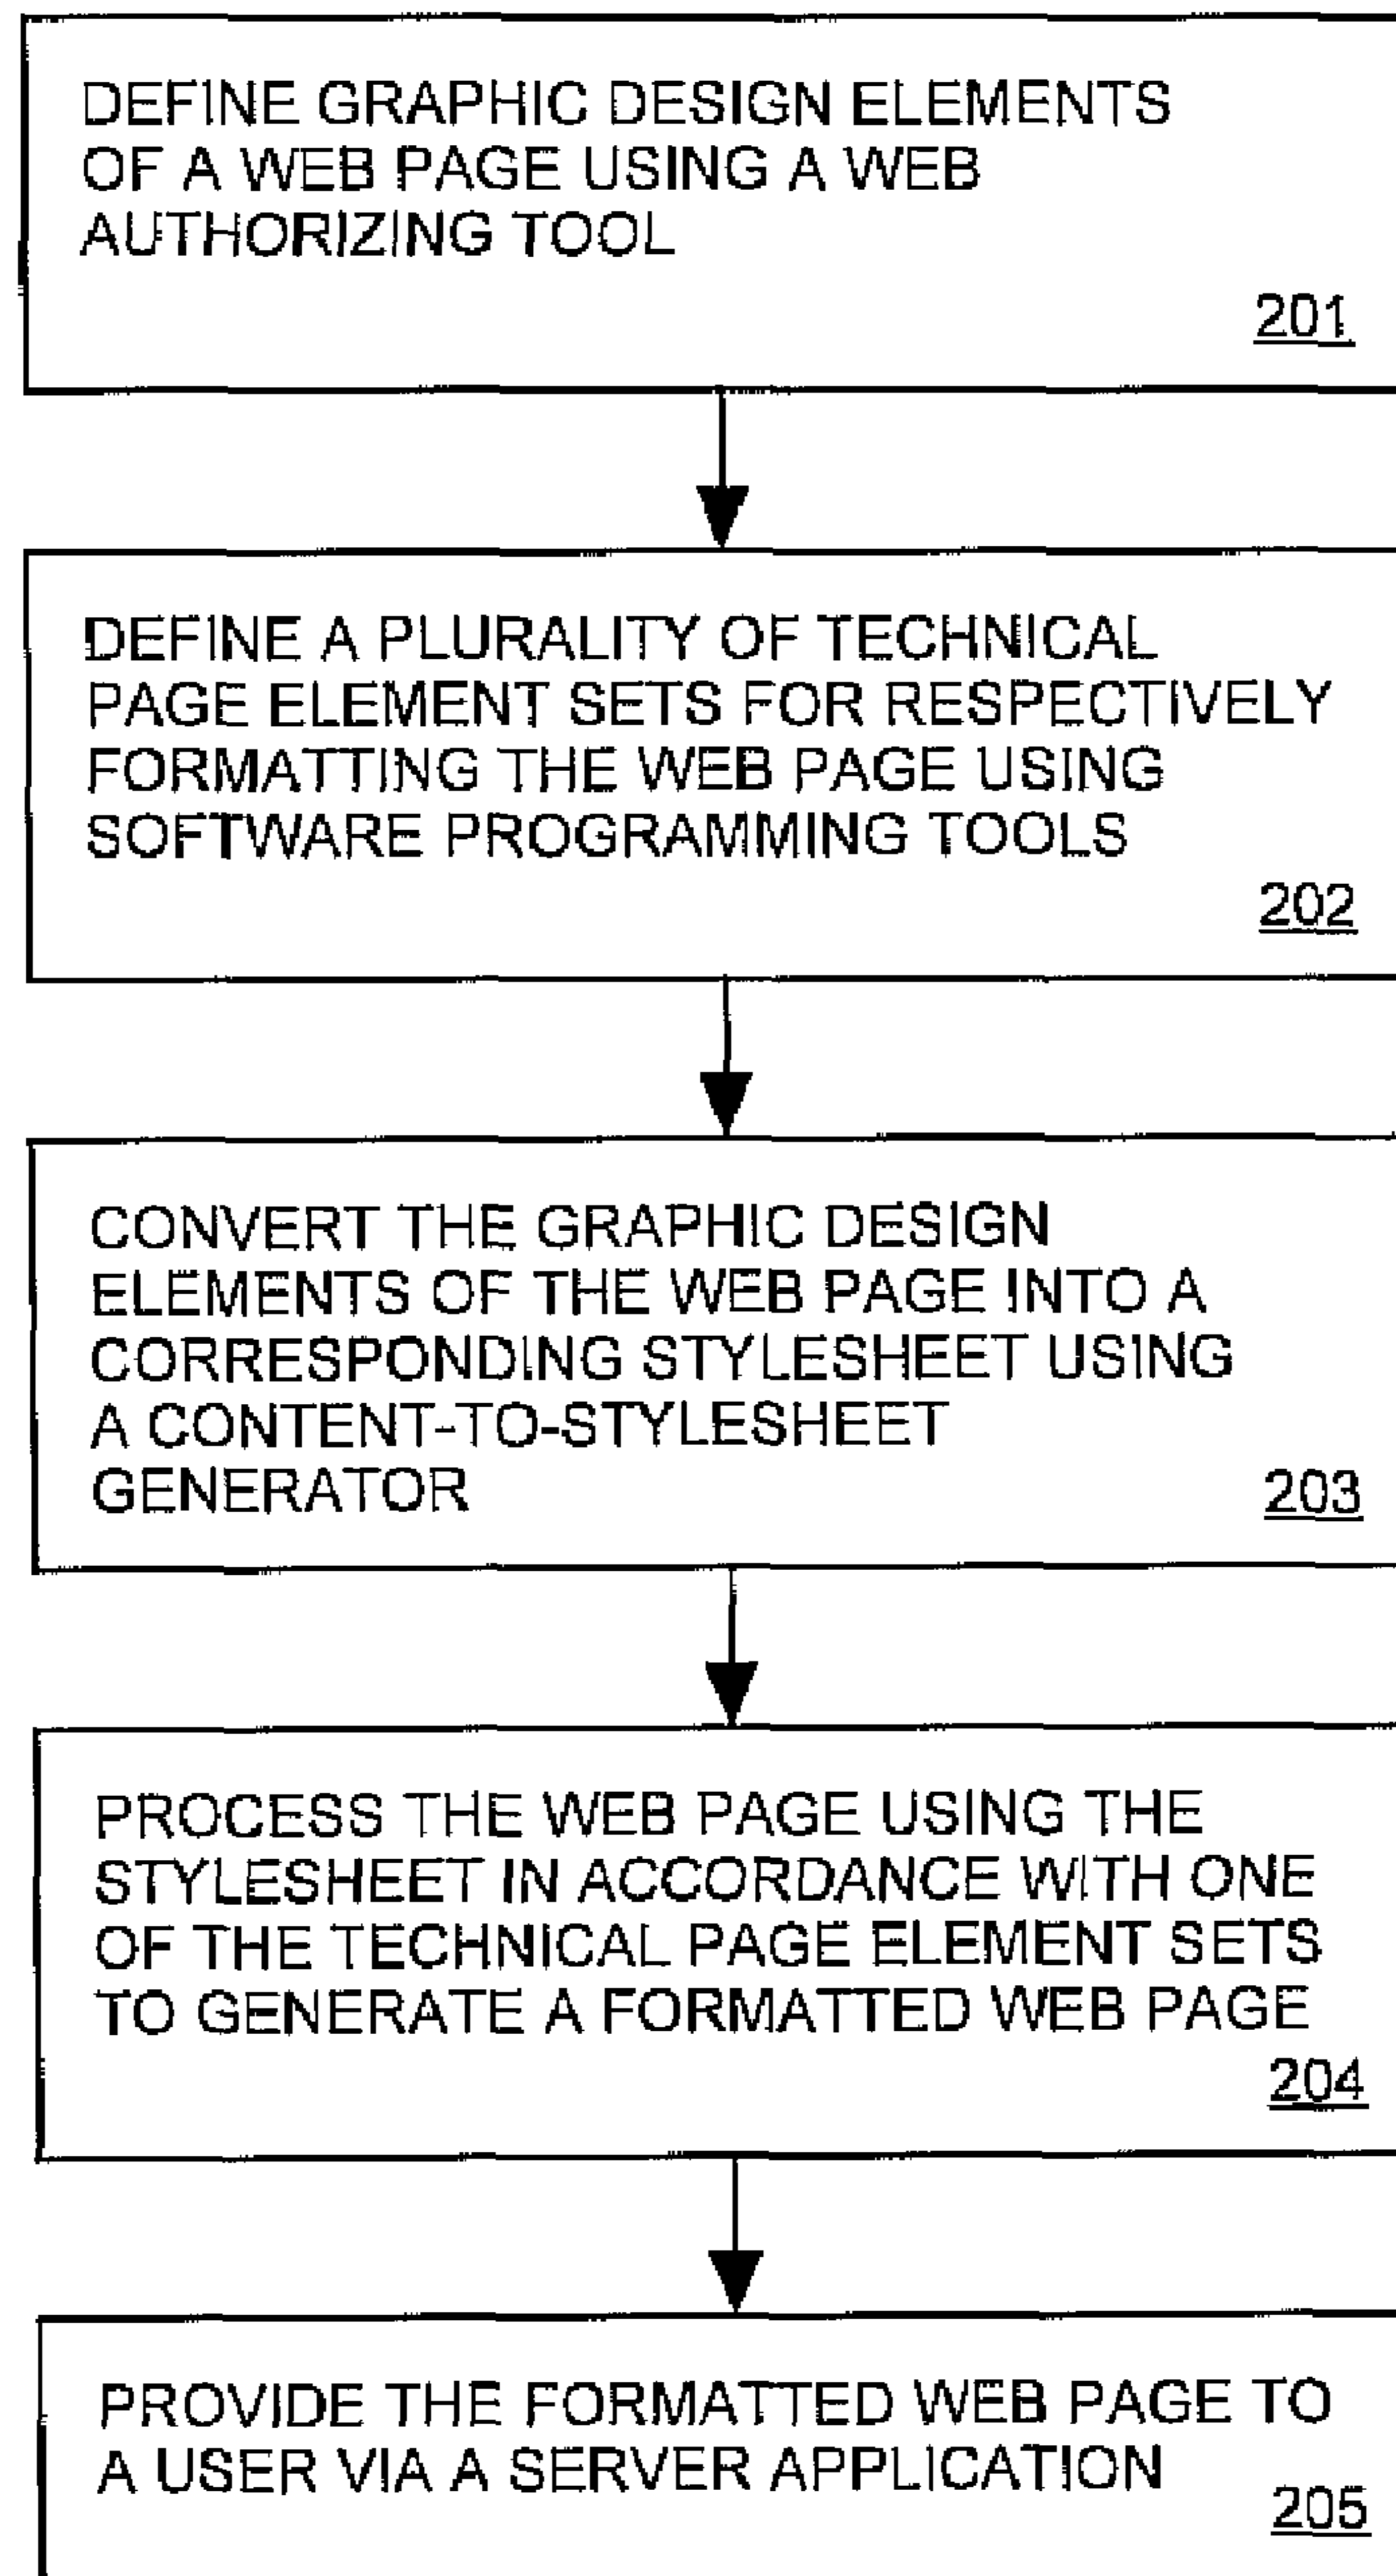 DEFINE GRAPHIC DESIGN ELEMENTS
OF A WEB PAGE USING A WEB
AUTHORIZING TOOL
201
DEFINE A PLURALITY OF TECHNICAL
PAGE ELEMENT SETS FOR RESPECTIVELY
FORMATTING THE WEB PAGE USING
SOFTWARE PROGRAMMING TOOLS
202
CONVERT THE GRAPHIC DESIGN
ELEMENTS OF THE WEB PAGE INTO A
CORRESPONDING STYLESHEET USING
A CONTENT-TO-STYLESHEET
GENERATOR
203
PROCESS THE WEB PAGE USING THE
STYLESHEET IN ACCORDANCE WITH ONE
OF THE TECHNICAL PAGE ELEMENT SETS
TO GENERATE A FORMATTED WEB PAGE
204
PROVIDE THE FORMATTED WEB PAGE TO
A USER VIA A SERVER APPLICATION
205